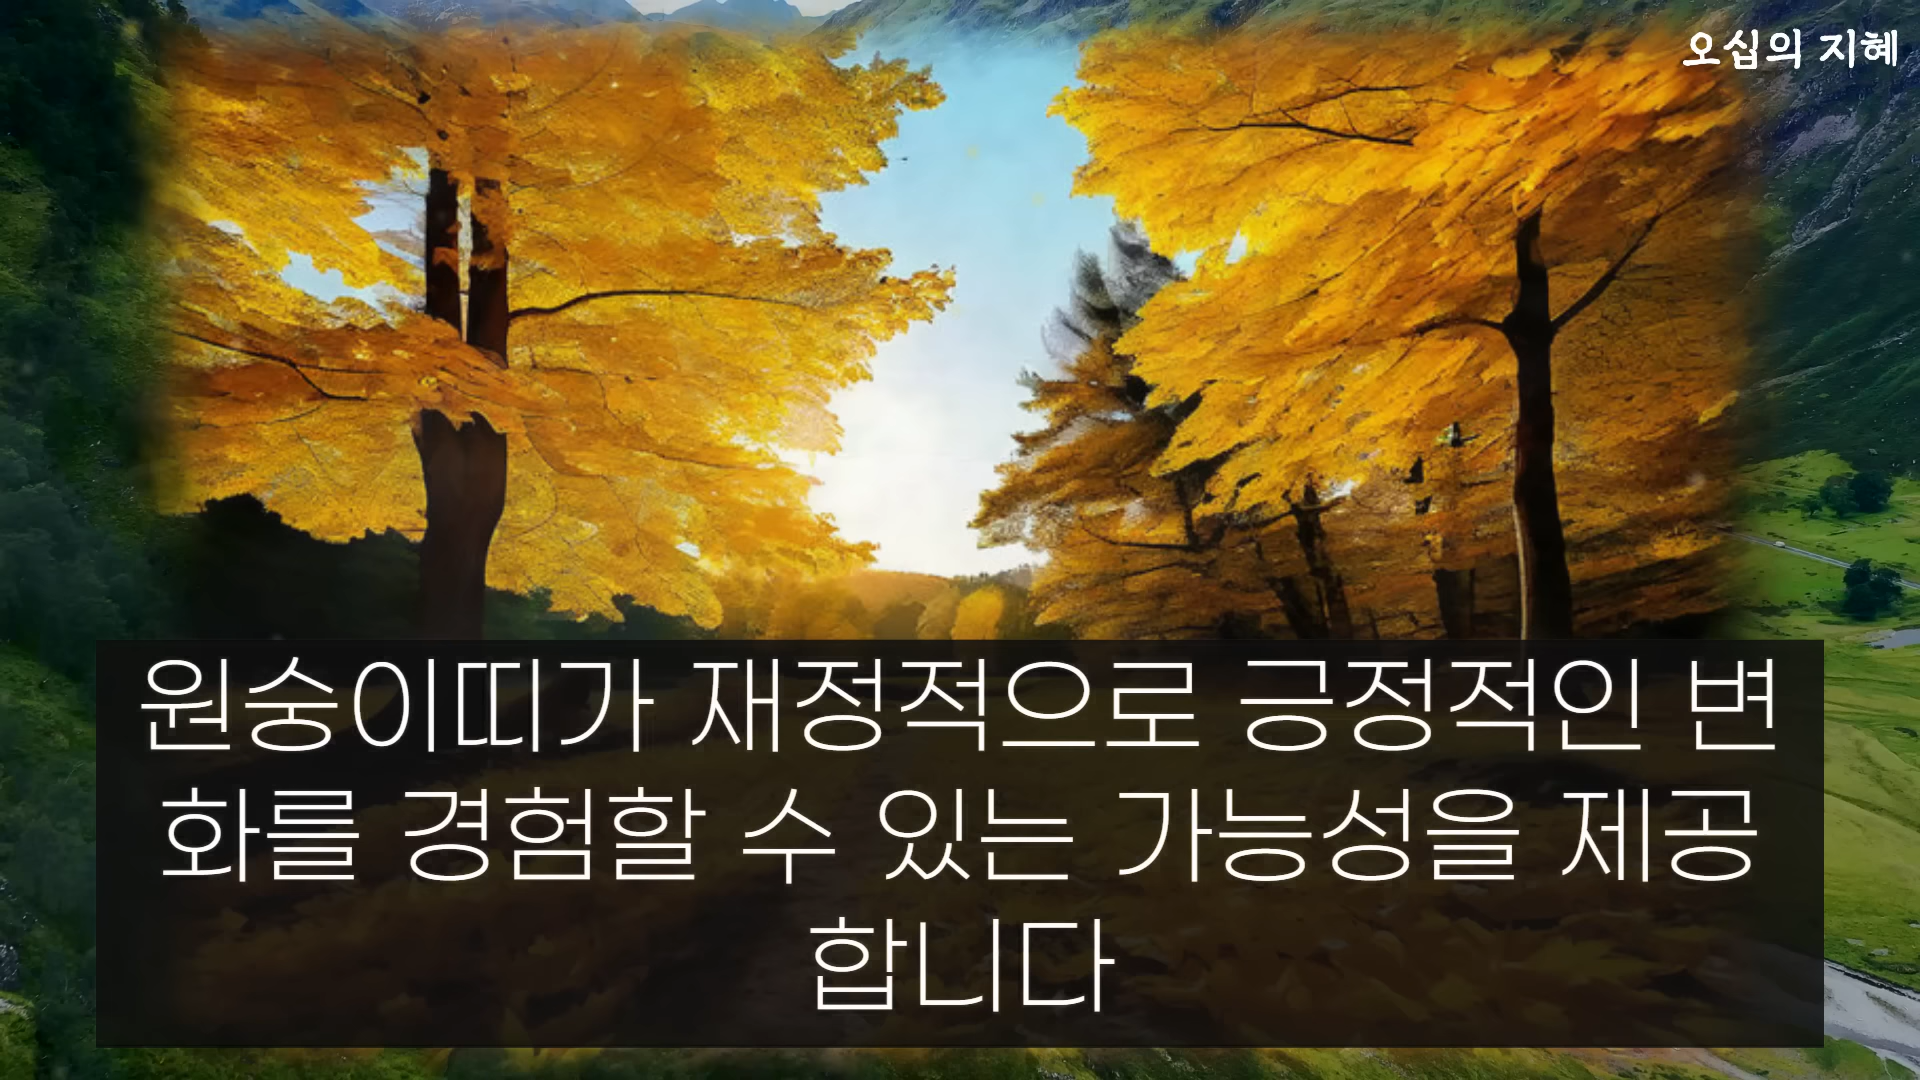 오십의 지혜
원숭이띠가 재정적으로 긍정적인 변
화를 경험할 수 있는 가능성을 제공
합니다